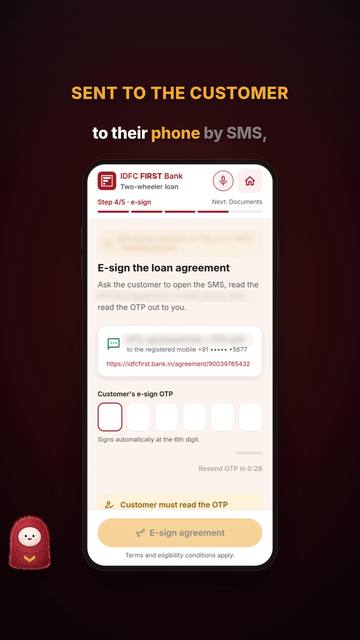 SENT TO THE CUSTOMER
to their phone by SMS,
IDFC FIRST Bank
Two-wheeler loan
Step 4/5 · e-sign
Next: Documents
E-sign the loan agreement
Ask the customer to open the SMS, read the
read the OTP out to you.
to the registered mobile +91 ••••• •5677
https://idfcfirst.bank.in/agreement/90039765432
Customer's e-sign OTP
Signs automatically at the 6th digit.
Resend OTP in 0:28
Customer must read the OTP
E-sign agreement
Terms and eligibility conditions apply.